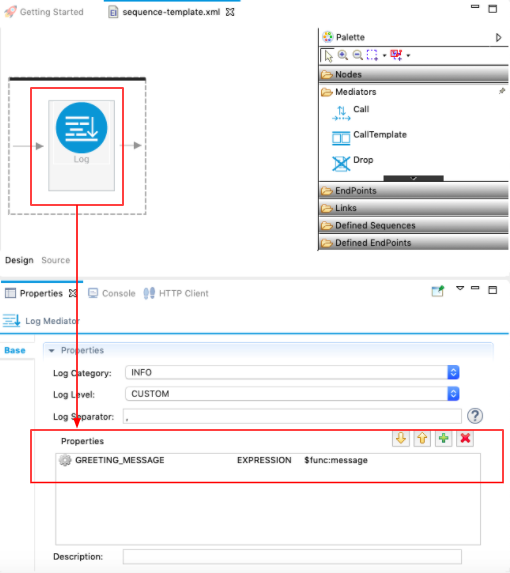 Getting Started
sequence-template.xml
Palette
Nodes
Mediators
Call
CallTemplate
Drop
EndPoints
Links
Defined Sequences
Defined EndPoints
Log
Design Source
Properties Console HTTP Client
Log Mediator
Base
Properties
Log Category: INFO
Log Level: CUSTOM
Log Separator: ,
Properties
GREETING_MESSAGE EXPRESSION $func:message
Description: